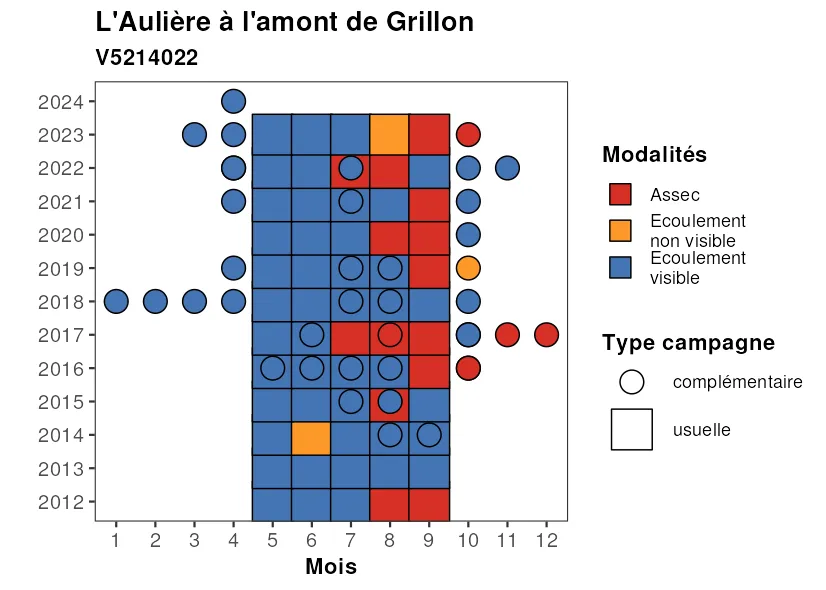 L'Aulière à l'amont de Grillon
V5214022
2024
2023
2022
2021
2020
2019
2018
2017
2016
2015
2014
2013
2012
1 2 3 4 5 6 7 8 9 10 11 12
Mois
Modalités
Assec
Ecoulement
non visible
Ecoulement
visible
Type campagne
complémentaire
usuelle